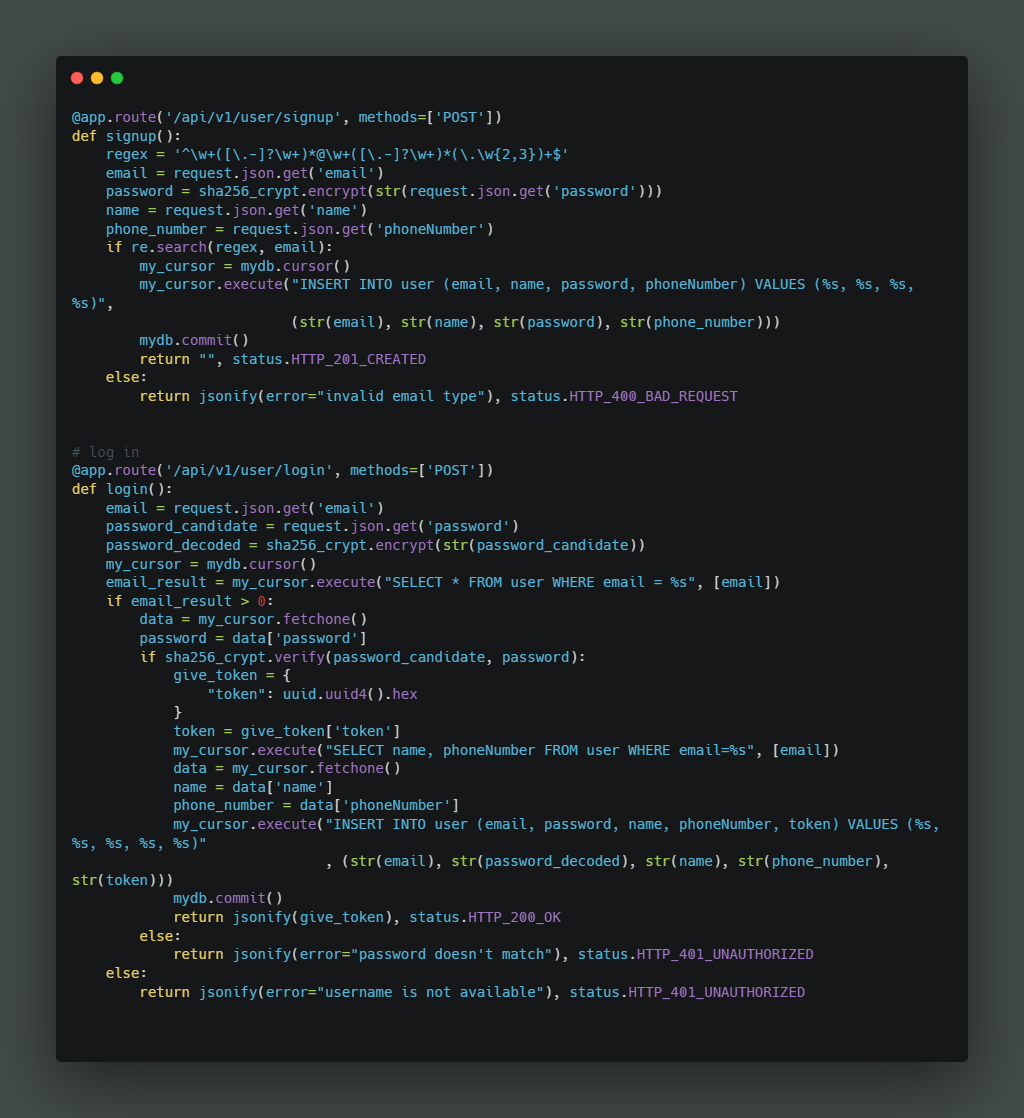 @app.route('/api/v1/user/signup', methods=['POST'])
def signup():
    regex = '^\w+([\.-]?\w+)*@\w+([\.-]?\w+)*(\.\w{2,3})+$'
    email = request.json.get('email')
    password = sha256_crypt.encrypt(str(request.json.get('password')))
    name = request.json.get('name')
    phone_number = request.json.get('phoneNumber')
    if re.search(regex, email):
        my_cursor = mydb.cursor()
        my_cursor.execute("INSERT INTO user (email, name, password, phoneNumber) VALUES (%s, %s, %s,
%s)",
                          (str(email), str(name), str(password), str(phone_number)))
        mydb.commit()
        return "", status.HTTP_201_CREATED
    else:
        return jsonify(error="invalid email type"), status.HTTP_400_BAD_REQUEST
# log in
@app.route('/api/v1/user/login', methods=['POST'])
def login():
    email = request.json.get('email')
    password_candidate = request.json.get('password')
    password_decoded = sha256_crypt.encrypt(str(password_candidate))
    my_cursor = mydb.cursor()
    email_result = my_cursor.execute("SELECT * FROM user WHERE email = %s", [email])
    if email_result > 0:
        data = my_cursor.fetchone()
        password = data['password']
        if sha256_crypt.verify(password_candidate, password):
            give_token = {
                "token": uuid.uuid4().hex
            }
            token = give_token['token']
            my_cursor.execute("SELECT name, phoneNumber FROM user WHERE email=%s", [email])
            data = my_cursor.fetchone()
            name = data['name']
            phone_number = data['phoneNumber']
            my_cursor.execute("INSERT INTO user (email, password, name, phoneNumber, token) VALUES (%s,
%s, %s, %s, %s)"
                              , (str(email), str(password_decoded), str(name), str(phone_number),
str(token)))
            mydb.commit()
            return jsonify(give_token), status.HTTP_200_OK
        else:
            return jsonify(error="password doesn't match"), status.HTTP_401_UNAUTHORIZED
    else:
        return jsonify(error="username is not available"), status.HTTP_401_UNAUTHORIZED